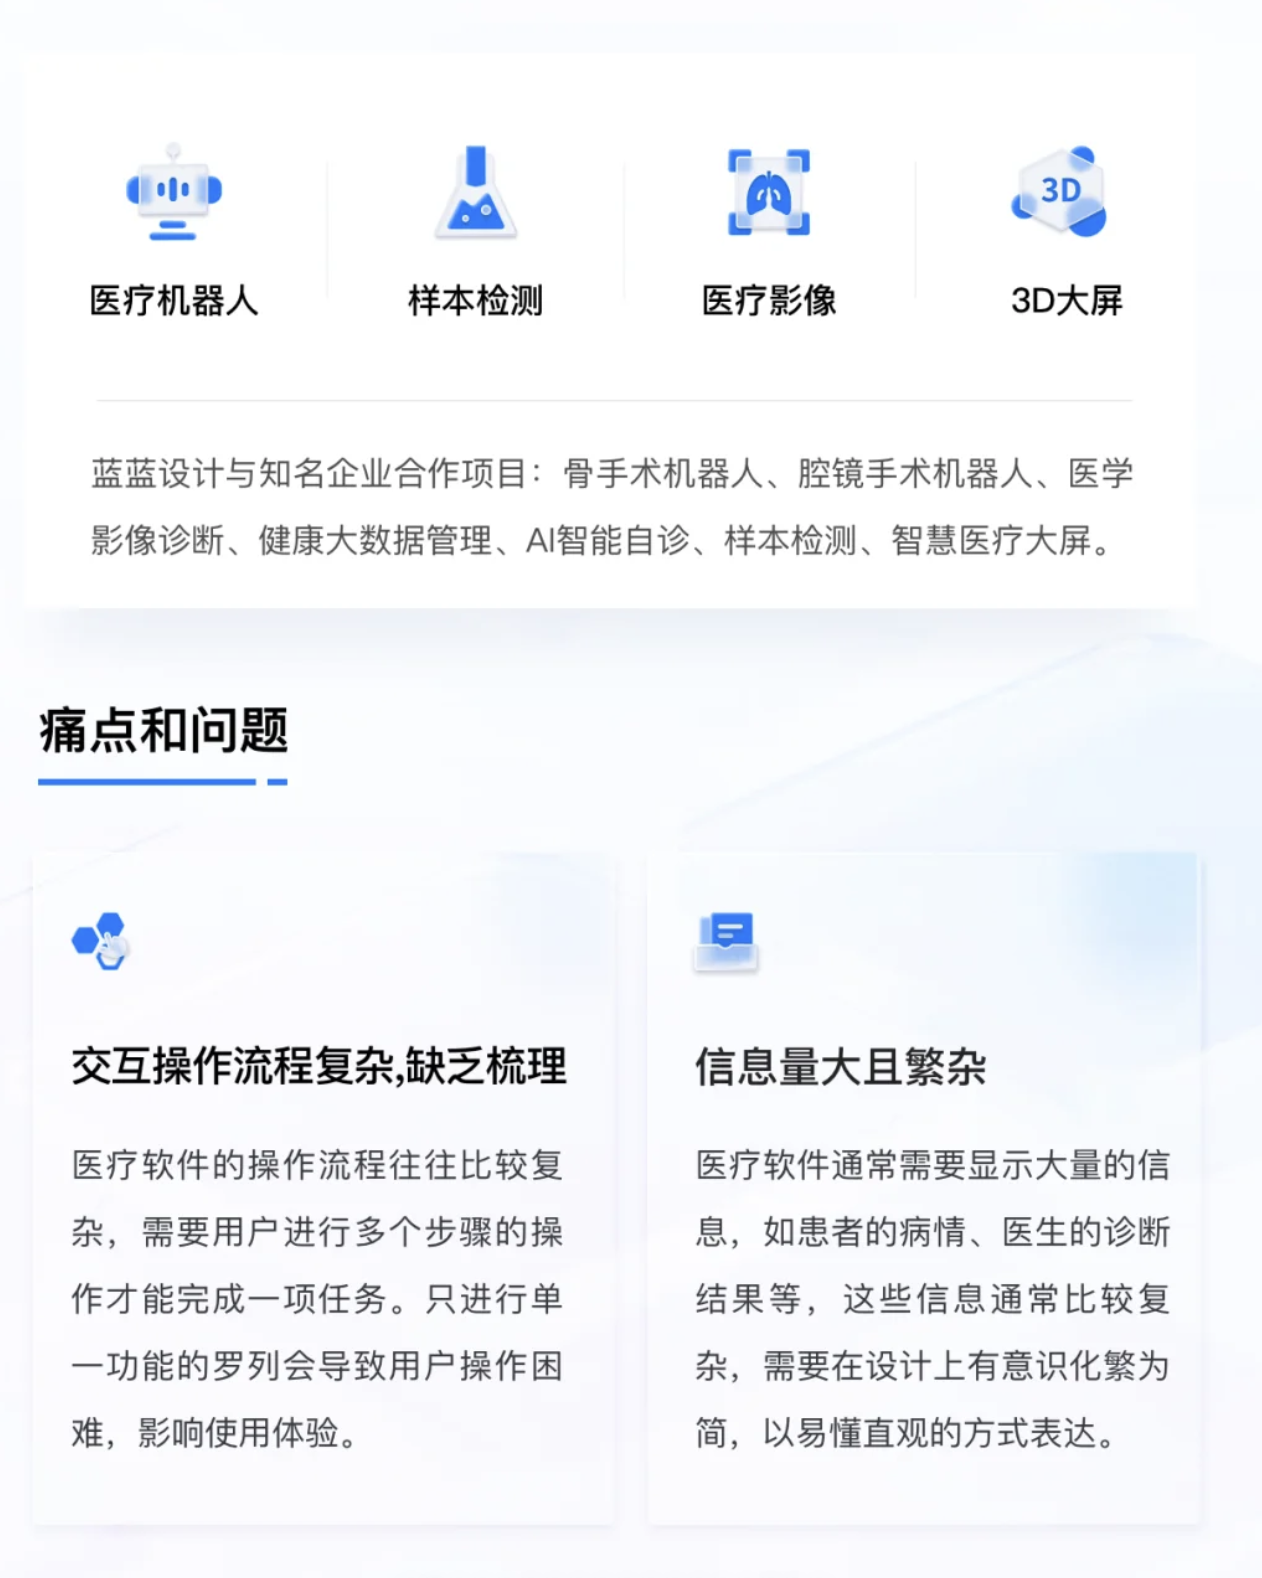 医疗机器人
样本检测
医疗影像
3D
3D大屏
蓝蓝设计与知名企业合作项目：骨手术机器人、腔镜手术机器人、医学
影像诊断、健康大数据管理、AI智能自诊、样本检测、智慧医疗大屏。
痛点和问题
交互操作流程复杂,缺乏梳理
医疗软件的操作流程往往比较复
杂，需要用户进行多个步骤的操
作才能完成一项任务。只进行单
一功能的罗列会导致用户操作困
难，影响使用体验。
信息量大且繁杂
医疗软件通常需要显示大量的信
息，如患者的病情、医生的诊断
结果等，这些信息通常比较复
杂，需要在设计上有意识化繁为
简，以易懂直观的方式表达。